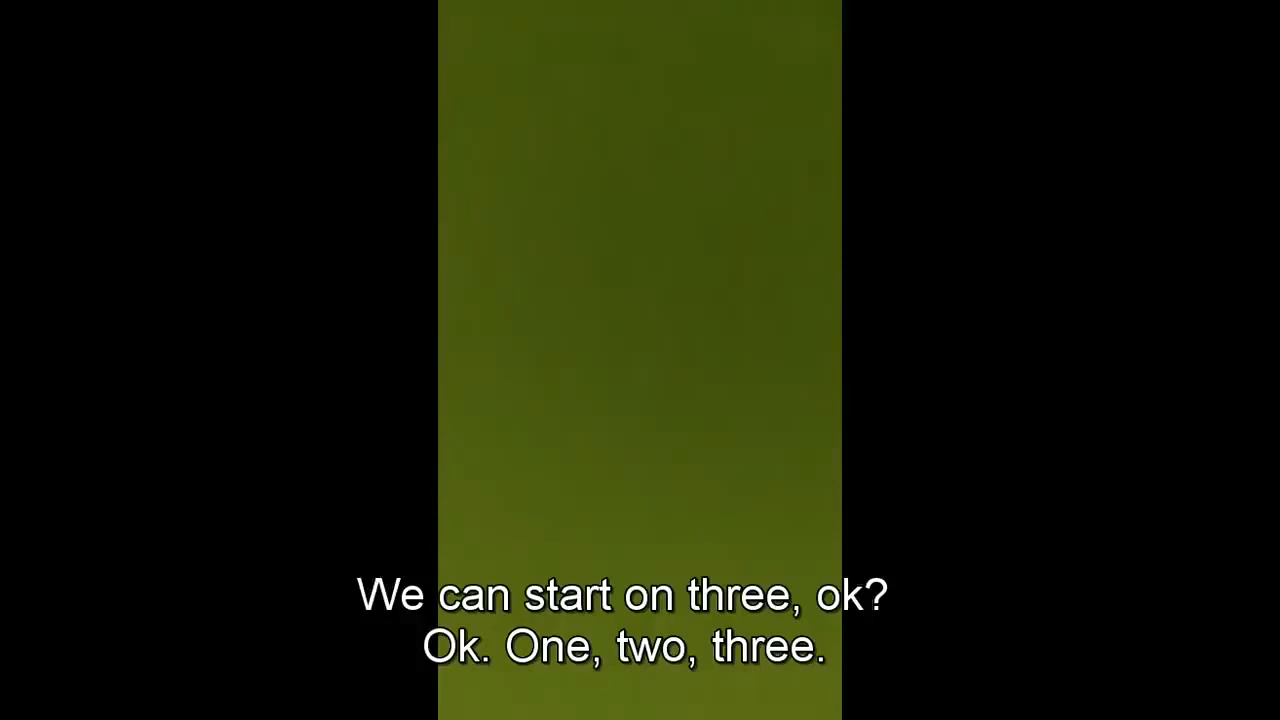 We can start on three, ok?
Ok. One, two, three.